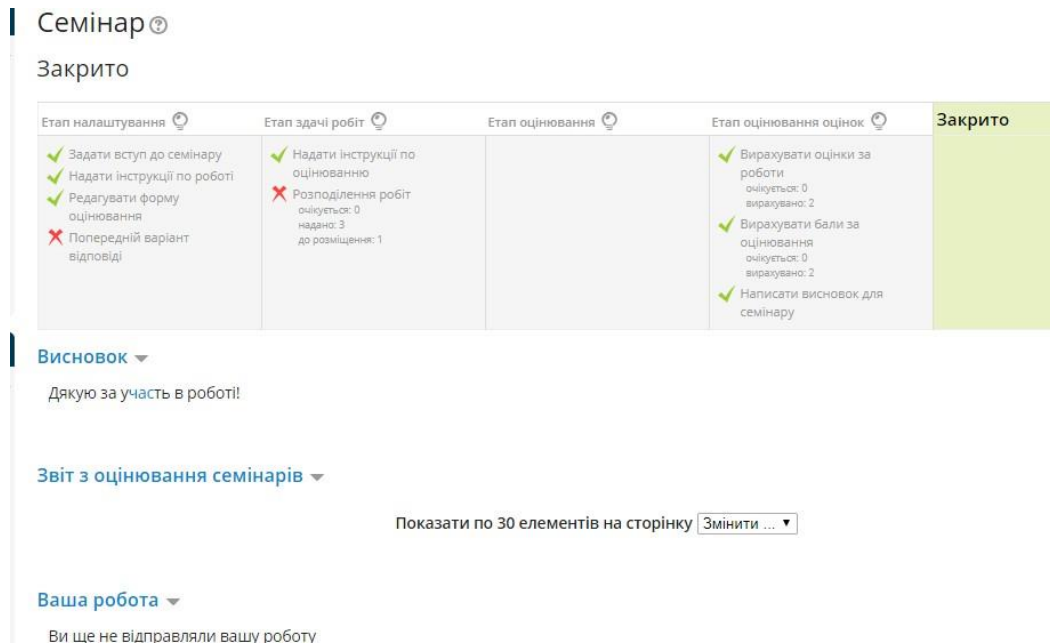 Семінар
Закрито
Етап налаштування
Етап здачі робіт
Етап оцінювання
Етап оцінювання оцінок
Закрито
Задати вступ до семінару
Надати інструкції по роботі
Редагувати форму
оцінювання
Попередній варіант
відповіді
Надати інструкції по
оцінюванню
Розподілення робіт
очікується: 0
надано: 3
до розміщення: 1
Вирахувати оцінки за
роботи
очікується: 0
вирахувано: 2
Вирахувати бали за
оцінювання
очікується: 0
вирахувано: 2
Написати висновок для
семінару
Висновок
Дякую за участь в роботі!
Звіт з оцінювання семінарів
Показати по 30 елементів на сторінку Змінити ...
Ваша робота
Ви ще не відправляли вашу роботу